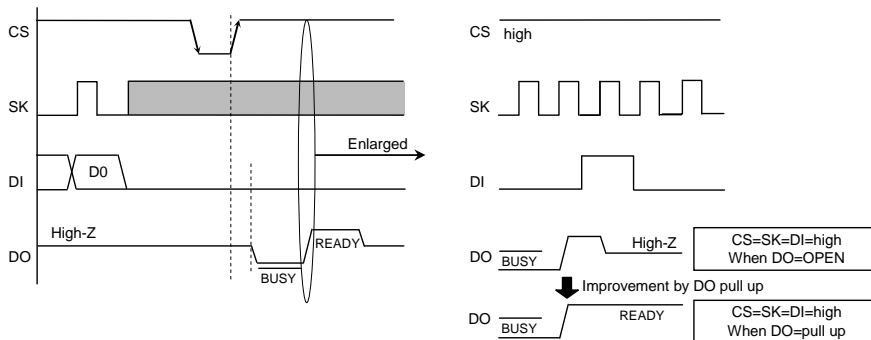 CS
SK
DI
D0
DO
High-Z
BUSY
READY
Enlarged
CS
high
SK
DI
DO
BUSY
High-Z
CS=SK=DI=high
When DO=OPEN
Improvement by DO pull up
DO
BUSY
READY
CS=SK=DI=high
When DO=pull up